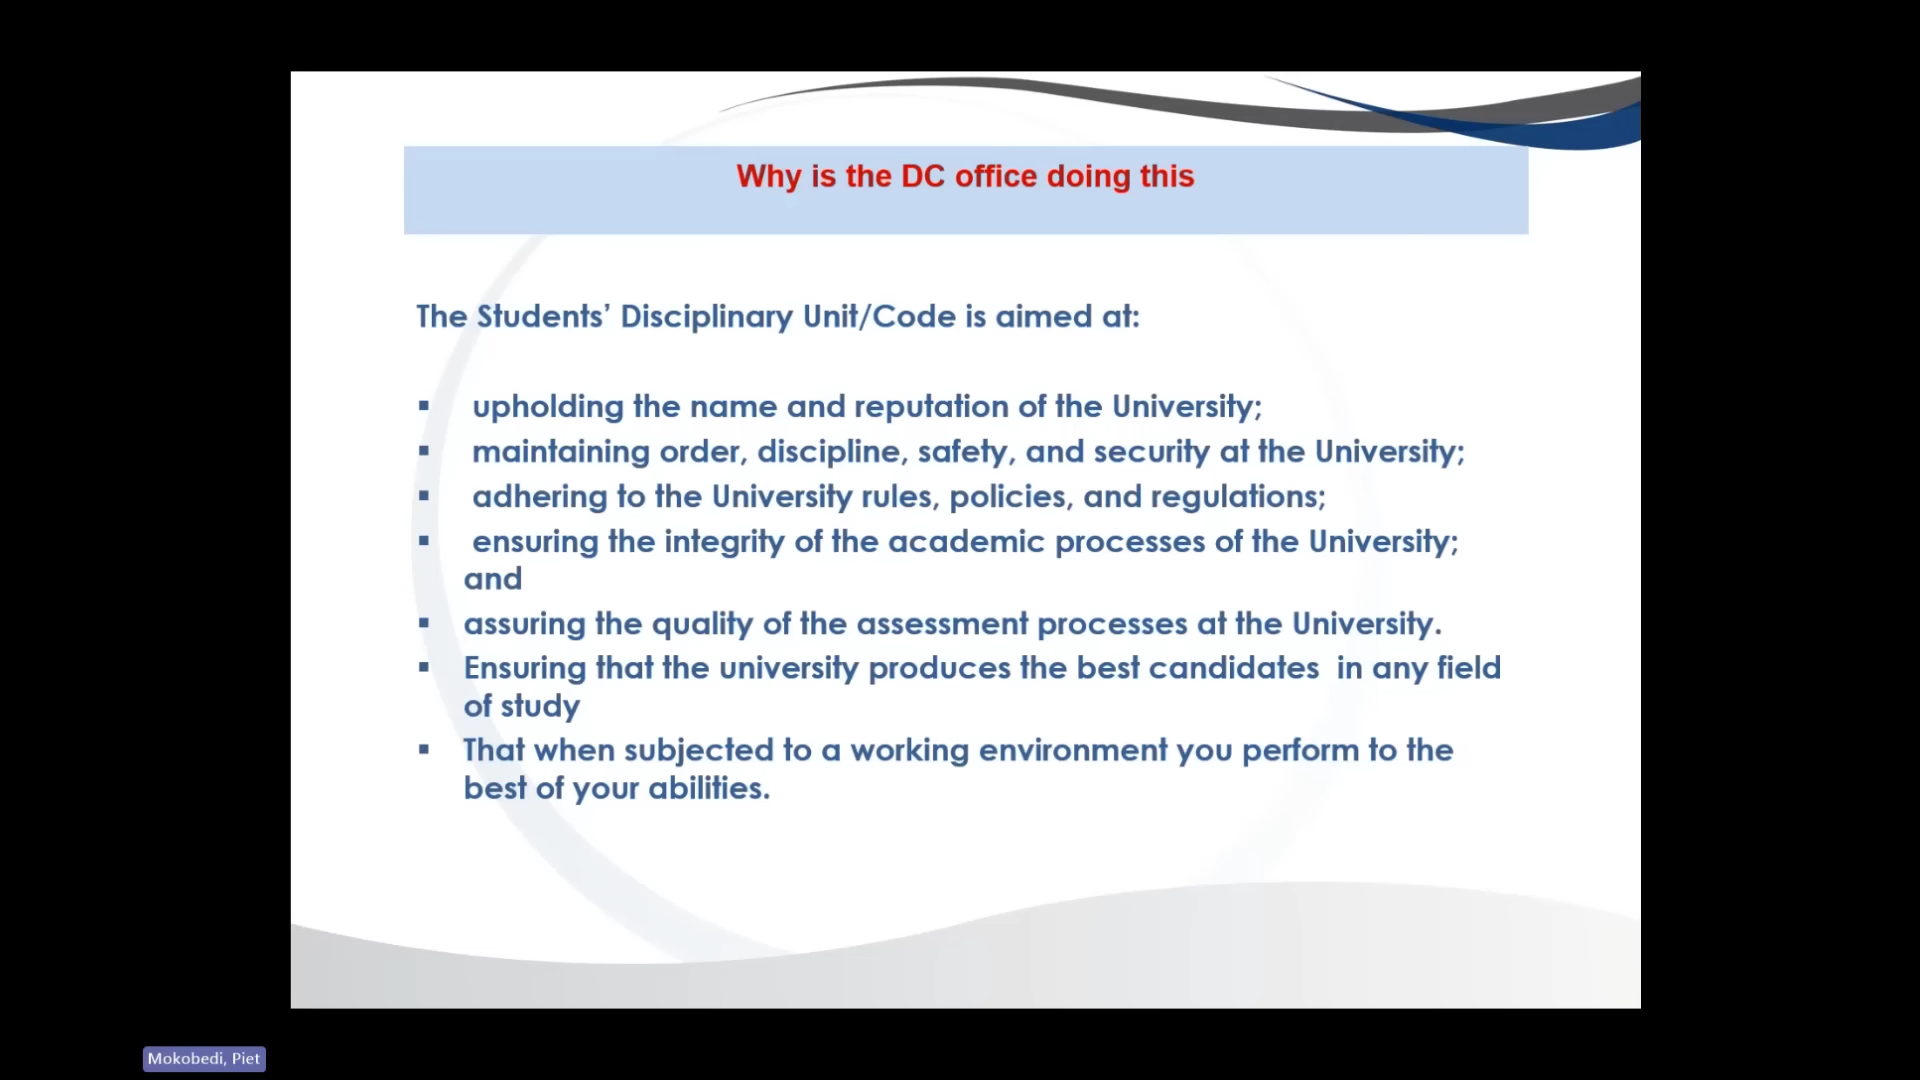 Why is the DC office doing this
The Students’ Disciplinary Unit/Code is aimed at:
▪ upholding the name and reputation of the University;
▪ maintaining order, discipline, safety, and security at the University;
▪ adhering to the University rules, policies, and regulations;
▪ ensuring the integrity of the academic processes of the University;
and
▪ assuring the quality of the assessment processes at the University.
▪ Ensuring that the university produces the best candidates  in any field
of study
▪ That when subjected to a working environment you perform to the
best of your abilities.
Mokobedi, Piet